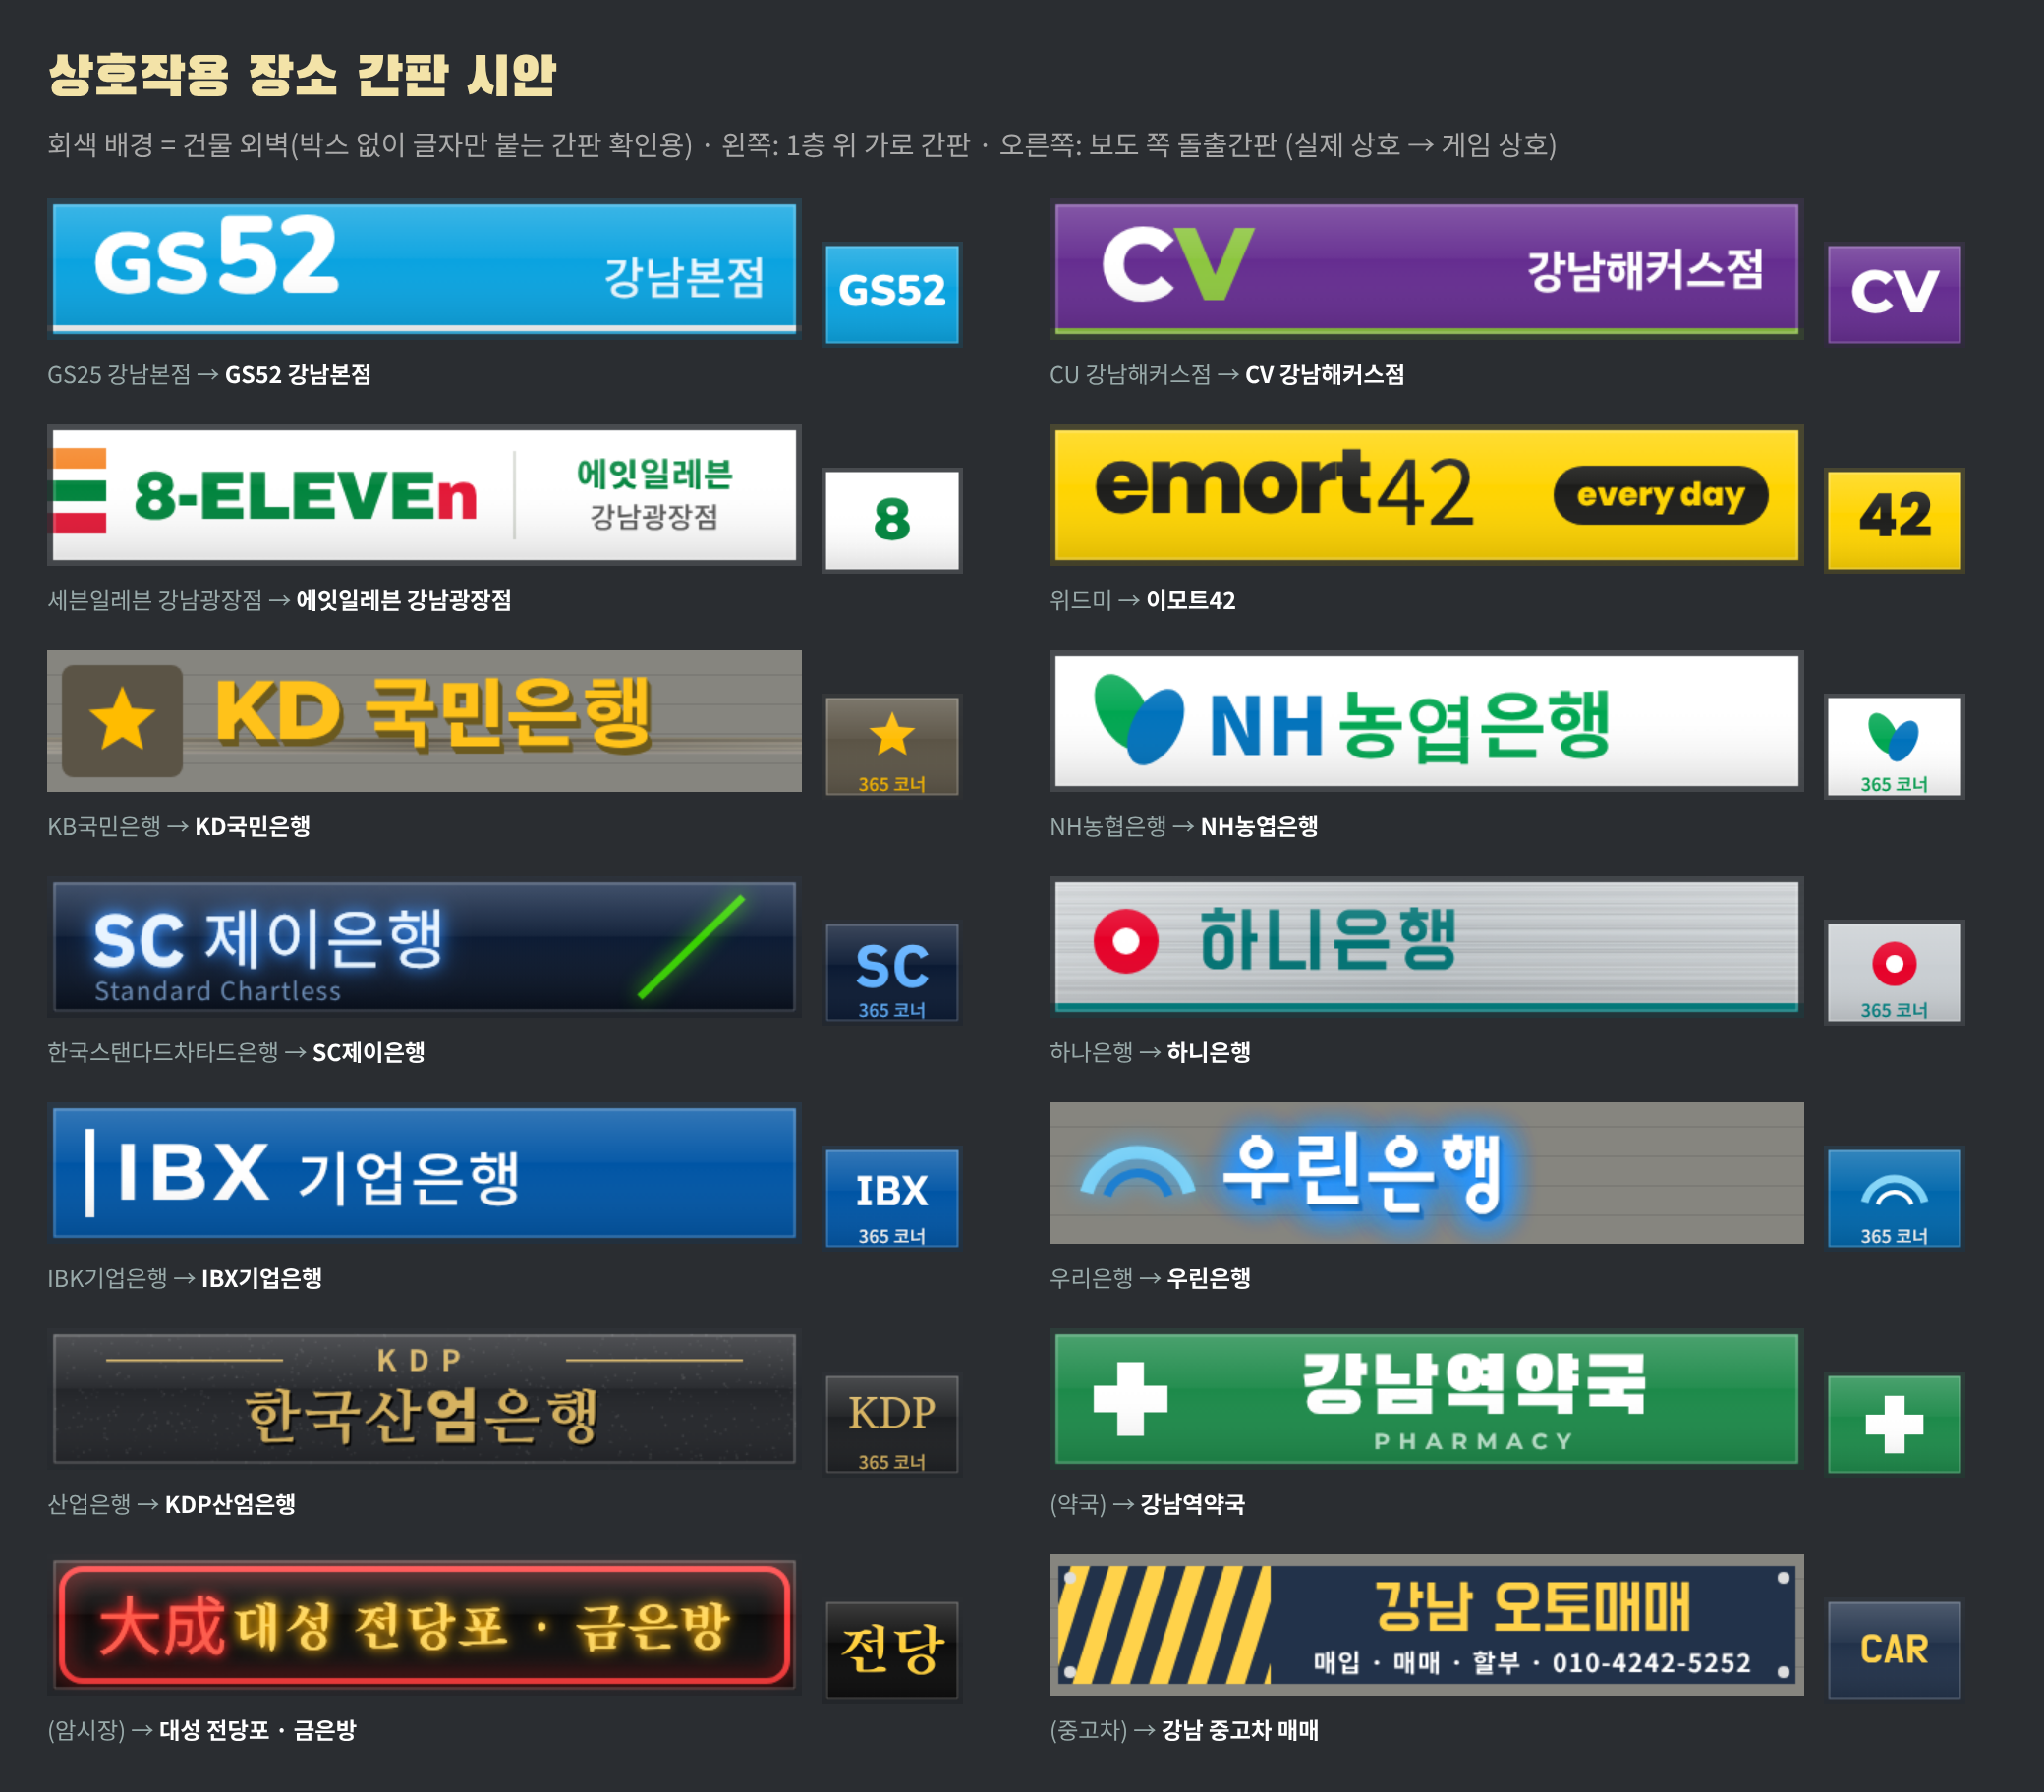 상호작용 장소 간판 시안
회색 배경 = 건물 외벽(박스 없이 글자만 붙는 간판 확인용) · 왼쪽: 1층 위 가로 간판 · 오른쪽: 보도 쪽 돌출간판 (실제 상호 → 게임 상호)
GS52 강남본점
GS52
GS25 강남본점 → GS52 강남본점
CV 강남해커스점
CV
CU 강남해커스점 → CV 강남해커스점
8-ELEVEn
에잇일레븐
강남광장점
8
세븐일레븐 강남광장점 → 에잇일레븐 강남광장점
emort42 every day
42
위드미 → 이모트42
KD 국민은행
365 코너
KB국민은행 → KD국민은행
NH농엽은행
365 코너
NH농협은행 → NH농엽은행
SC 제이은행
Standard Chartless
SC
365 코너
한국스탠다드차타드은행 → SC제이은행
하니은행
365 코너
하나은행 → 하니은행
IBX 기업은행
IBX
365 코너
IBK기업은행 → IBX기업은행
우린은행
365 코너
우리은행 → 우린은행
KDP
한국산엄은행
KDP
365 코너
산업은행 → KDP산엄은행
강남역약국
PHARMACY
(약국) → 강남역약국
大成대성 전당포 · 금은방
전당
(암시장) → 대성 전당포 · 금은방
강남 오토매매
매입 · 매매 · 할부 · 010-4242-5252
CAR
(중고차) → 강남 중고차 매매